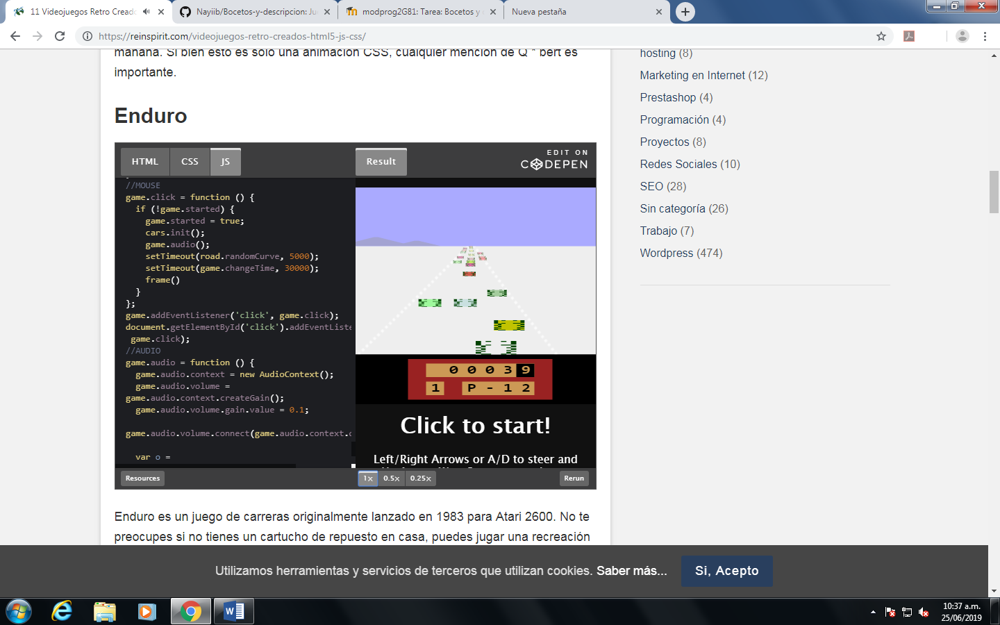 11 Videojuegos Retro Creado
Nayiib/Bocetos-y-descripcion: Ju
modprog2G81: Tarea: Bocetos y
Nueva pestaña
https://reinspirit.com/videojuegos-retro-creados-html5-js-css/
mañana. Si bien esto es solo una animación CSS, cualquier mención de Q * bert es
importante.
Enduro
HTML CSS JS Result
EDIT ON
CODEPEN
//MOUSE
game.click = function () {
if (!game.started) {
game.started = true;
cars.init();
game.audio();
setTimeout(road.randomCurve, 5000);
setTimeout(game.changeTime, 30000);
frame()
}
};
game.addEventListener('click', game.click);
document.getElementById('click').addEventListe
game.click);
//AUDIO
game.audio = function () {
game.audio.context = new AudioContext();
game.audio.volume =
game.audio.context.createGain();
game.audio.volume.gain.value = 0.1;
game.audio.volume.connect(game.audio.context.
var o =
0 0 0 3 9
1 P - 1 2
Click to start!
Left/Right Arrows or A/D to steer and
Resources
1x 0.5x 0.25x
Rerun
Enduro es un juego de carreras originalmente lanzado en 1983 para Atari 2600. No te
preocupes si no tienes un cartucho de repuesto en casa, puedes jugar una recreación
hosting (8)
Marketing en Internet (12)
Prestashop (4)
Programación (4)
Proyectos (8)
Redes Sociales (10)
SEO (28)
Sin categoría (26)
Trabajo (7)
Wordpress (474)
Utilizamos herramientas y servicios de terceros que utilizan cookies. Saber más...
Si, Acepto
10:37 a.m.
25/06/2019